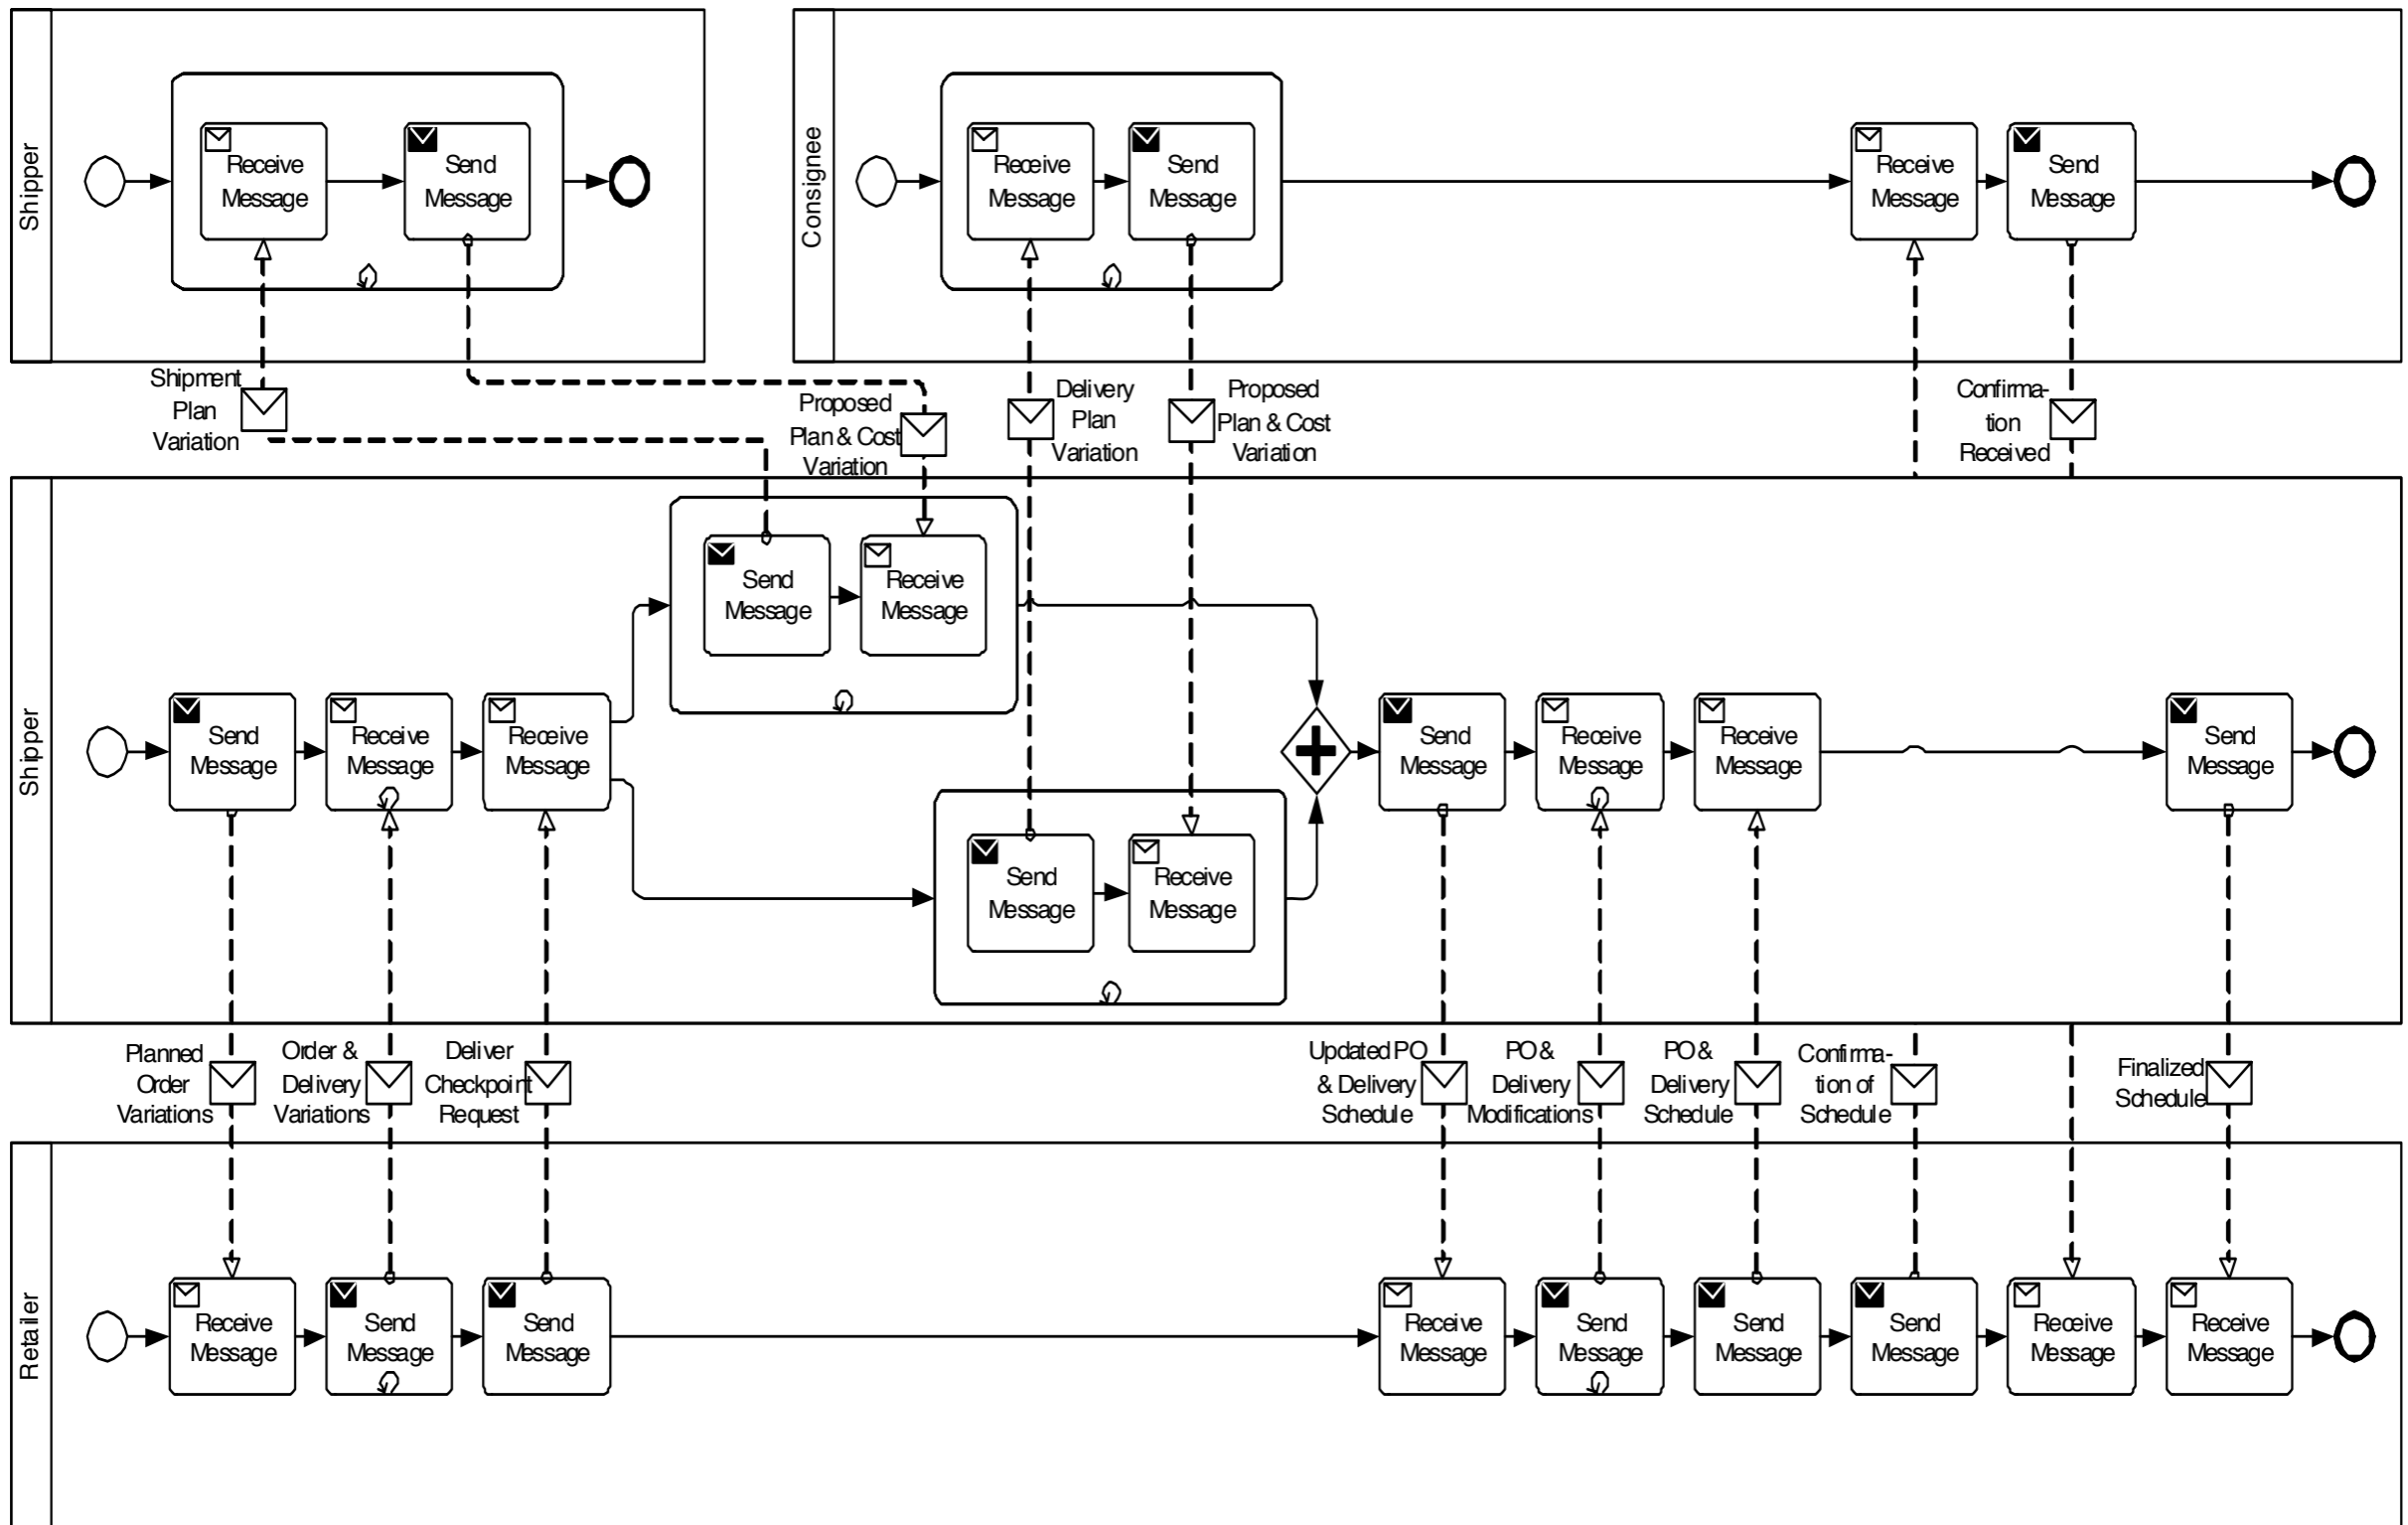 Shipper
Receive
Message
Send
Message
Consignee
Receive
Message
Send
Message
Receive
Message
Send
Message
Shipment
Plan
Variation
Proposed
Plan & Cost
Variation
Delivery
Plan
Variation
Proposed
Plan & Cost
Variation
Confirma-
tion
Received
Shipper
Send
Message
Receive
Message
Send
Message
Receive
Message
Receive
Message
Send
Message
Receive
Message
Send
Message
Receive
Message
Receive
Message
Send
Message
Planned
Order
Variations
Order &
Delivery
Variations
Deliver
Checkpoint
Request
Updated PO
& Delivery
Schedule
PO &
Delivery
Modifications
PO &
Delivery
Schedule
Confirma-
tion of
Schedule
Finalized
Schedule
Retailer
Receive
Message
Send
Message
Send
Message
Receive
Message
Send
Message
Send
Message
Send
Message
Receive
Message
Receive
Message